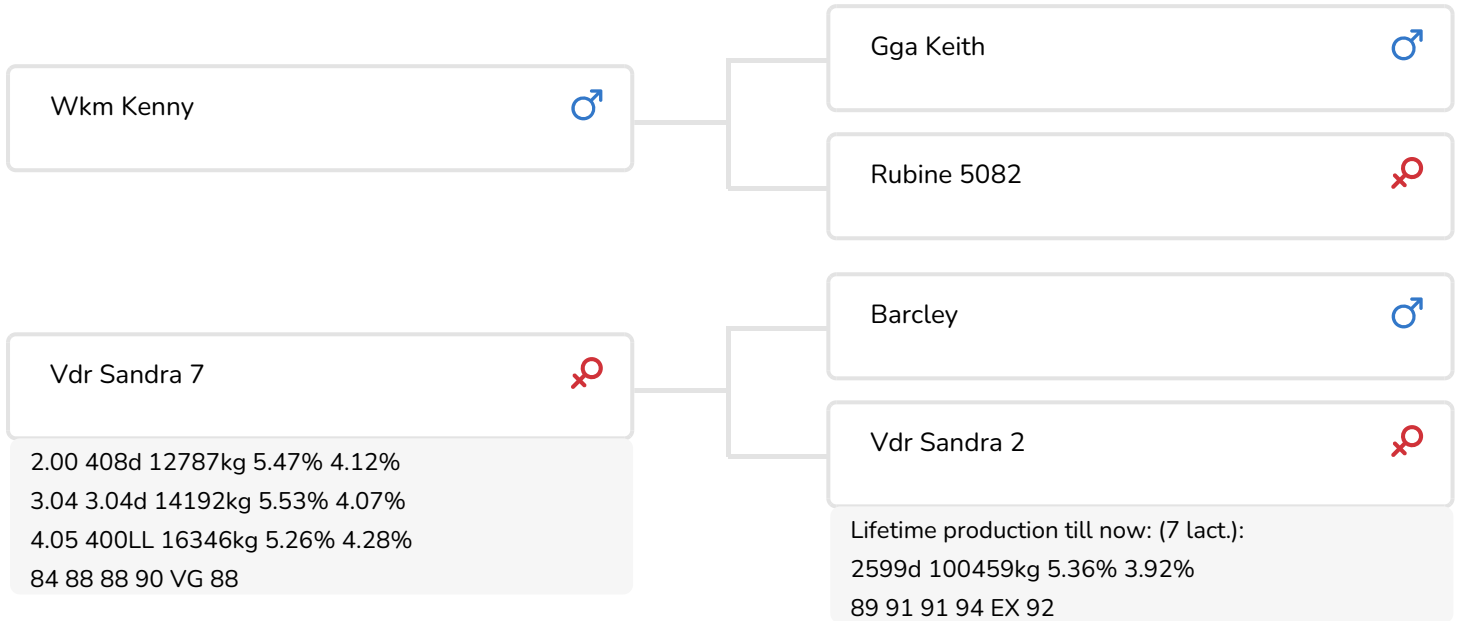 Wkm Kenny
Gga Keith
Rubine 5082
Vdr Sandra 7
2.00 408d 12787kg 5.47% 4.12%
3.04 3.04d 14192kg 5.53% 4.07%
4.05 400LL 16346kg 5.26% 4.28%
84 88 88 90 VG 88
Barcley
Vdr Sandra 2
Lifetime production till now: (7 lact.):
2599d 100459kg 5.36% 3.92%
89 91 91 94 EX 92